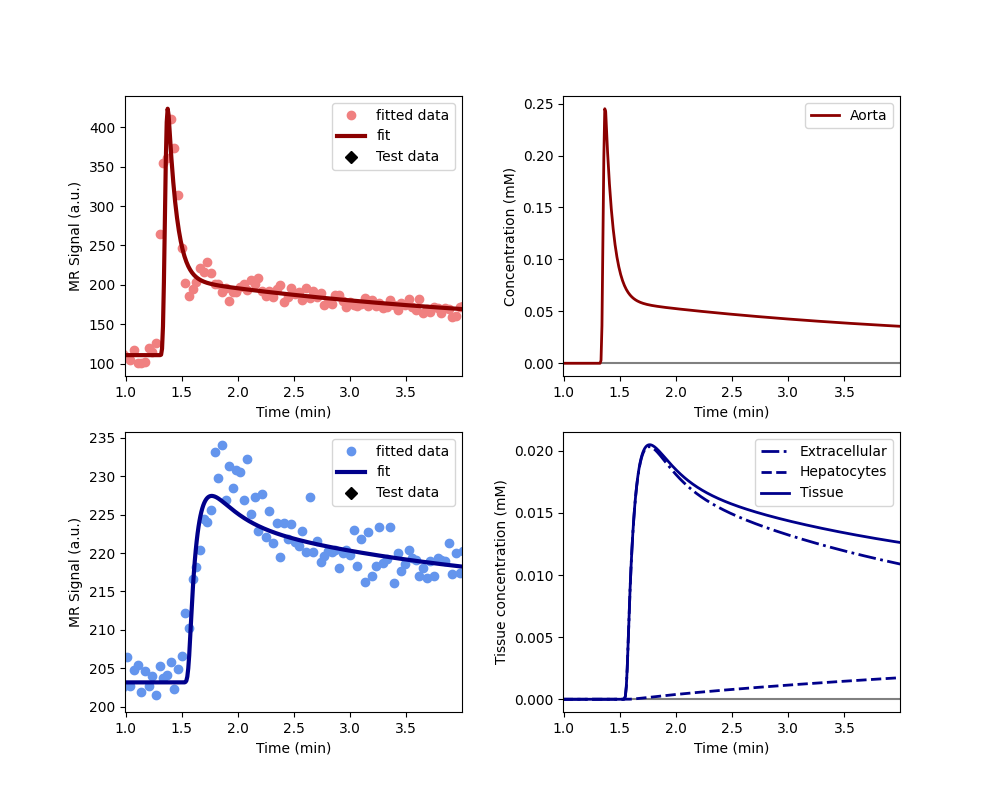 400
350
300
250
200
150
100
MR Signal (a.u.)
fitted data
fit
Test data
1.0 1.5 2.0 2.5 3.0 3.5
Time (min)
0.25
0.20
0.15
0.10
0.05
0.00
Concentration (mM)
Aorta
1.0 1.5 2.0 2.5 3.0 3.5
Time (min)
235
230
225
220
215
210
205
200
MR Signal (a.u.)
fitted data
fit
Test data
1.0 1.5 2.0 2.5 3.0 3.5
Time (min)
0.020
0.015
0.010
0.005
0.000
Tissue concentration (mM)
Extracellular
Hepatocytes
Tissue
1.0 1.5 2.0 2.5 3.0 3.5
Time (min)